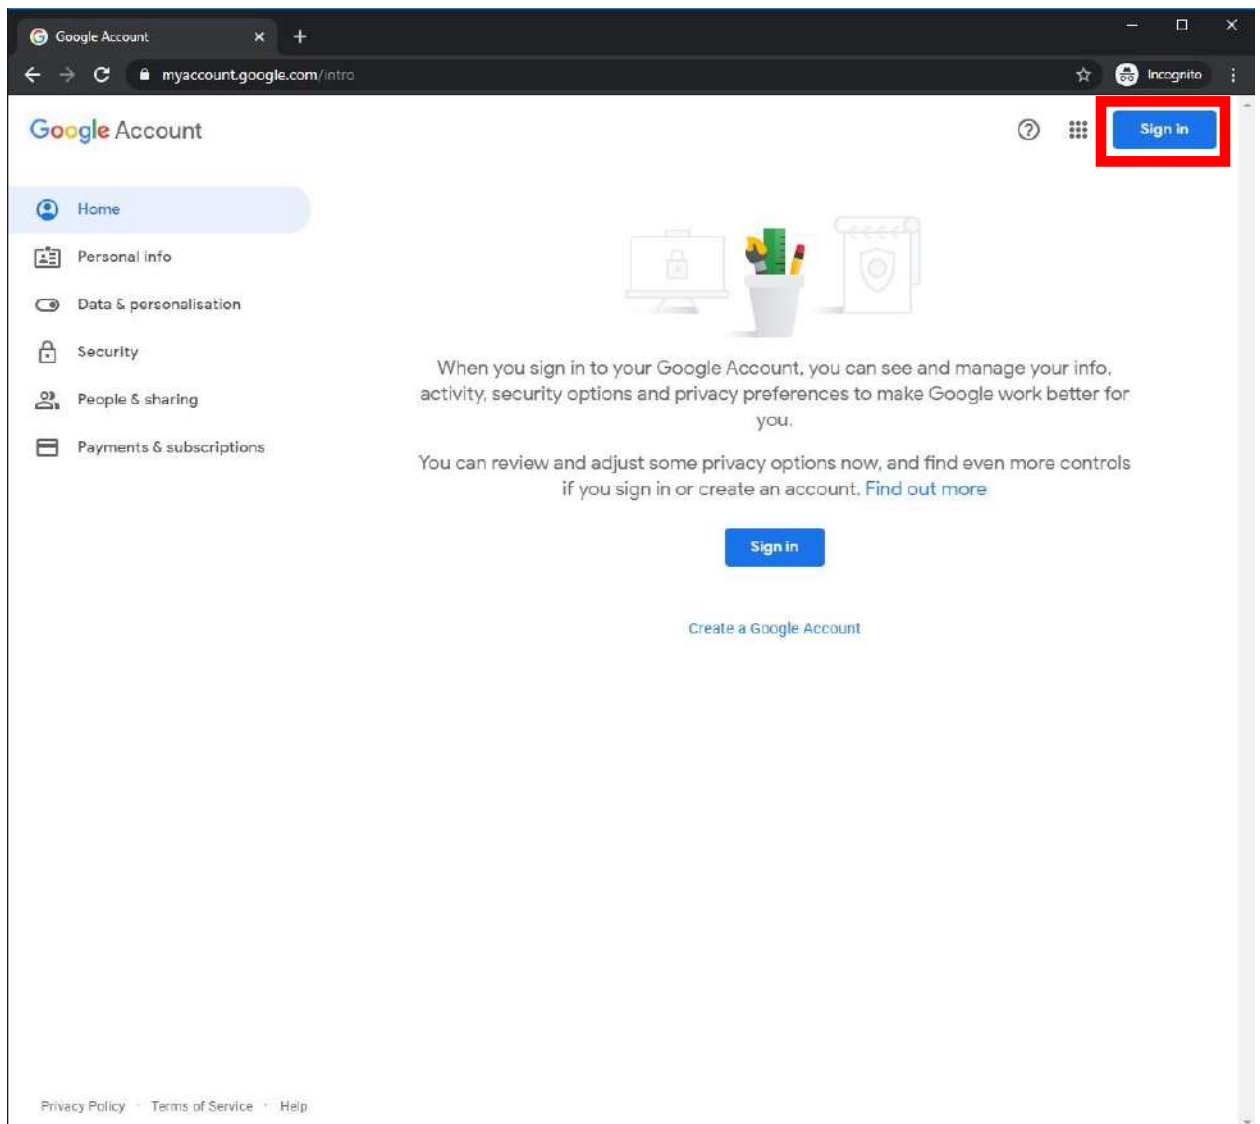 Google Account
myaccount.google.com/intro
Incognito
Google Account
Sign in
Home
Personal info
Data & personalisation
Security
People & sharing
Payments & subscriptions
When you sign in to your Google Account, you can see and manage your info,
activity, security options and privacy preferences to make Google work better for
you.
You can review and adjust some privacy options now, and find even more controls
if you sign in or create an account. Find out more
Sign in
Create a Google Account
Privacy Policy · Terms of Service · Help